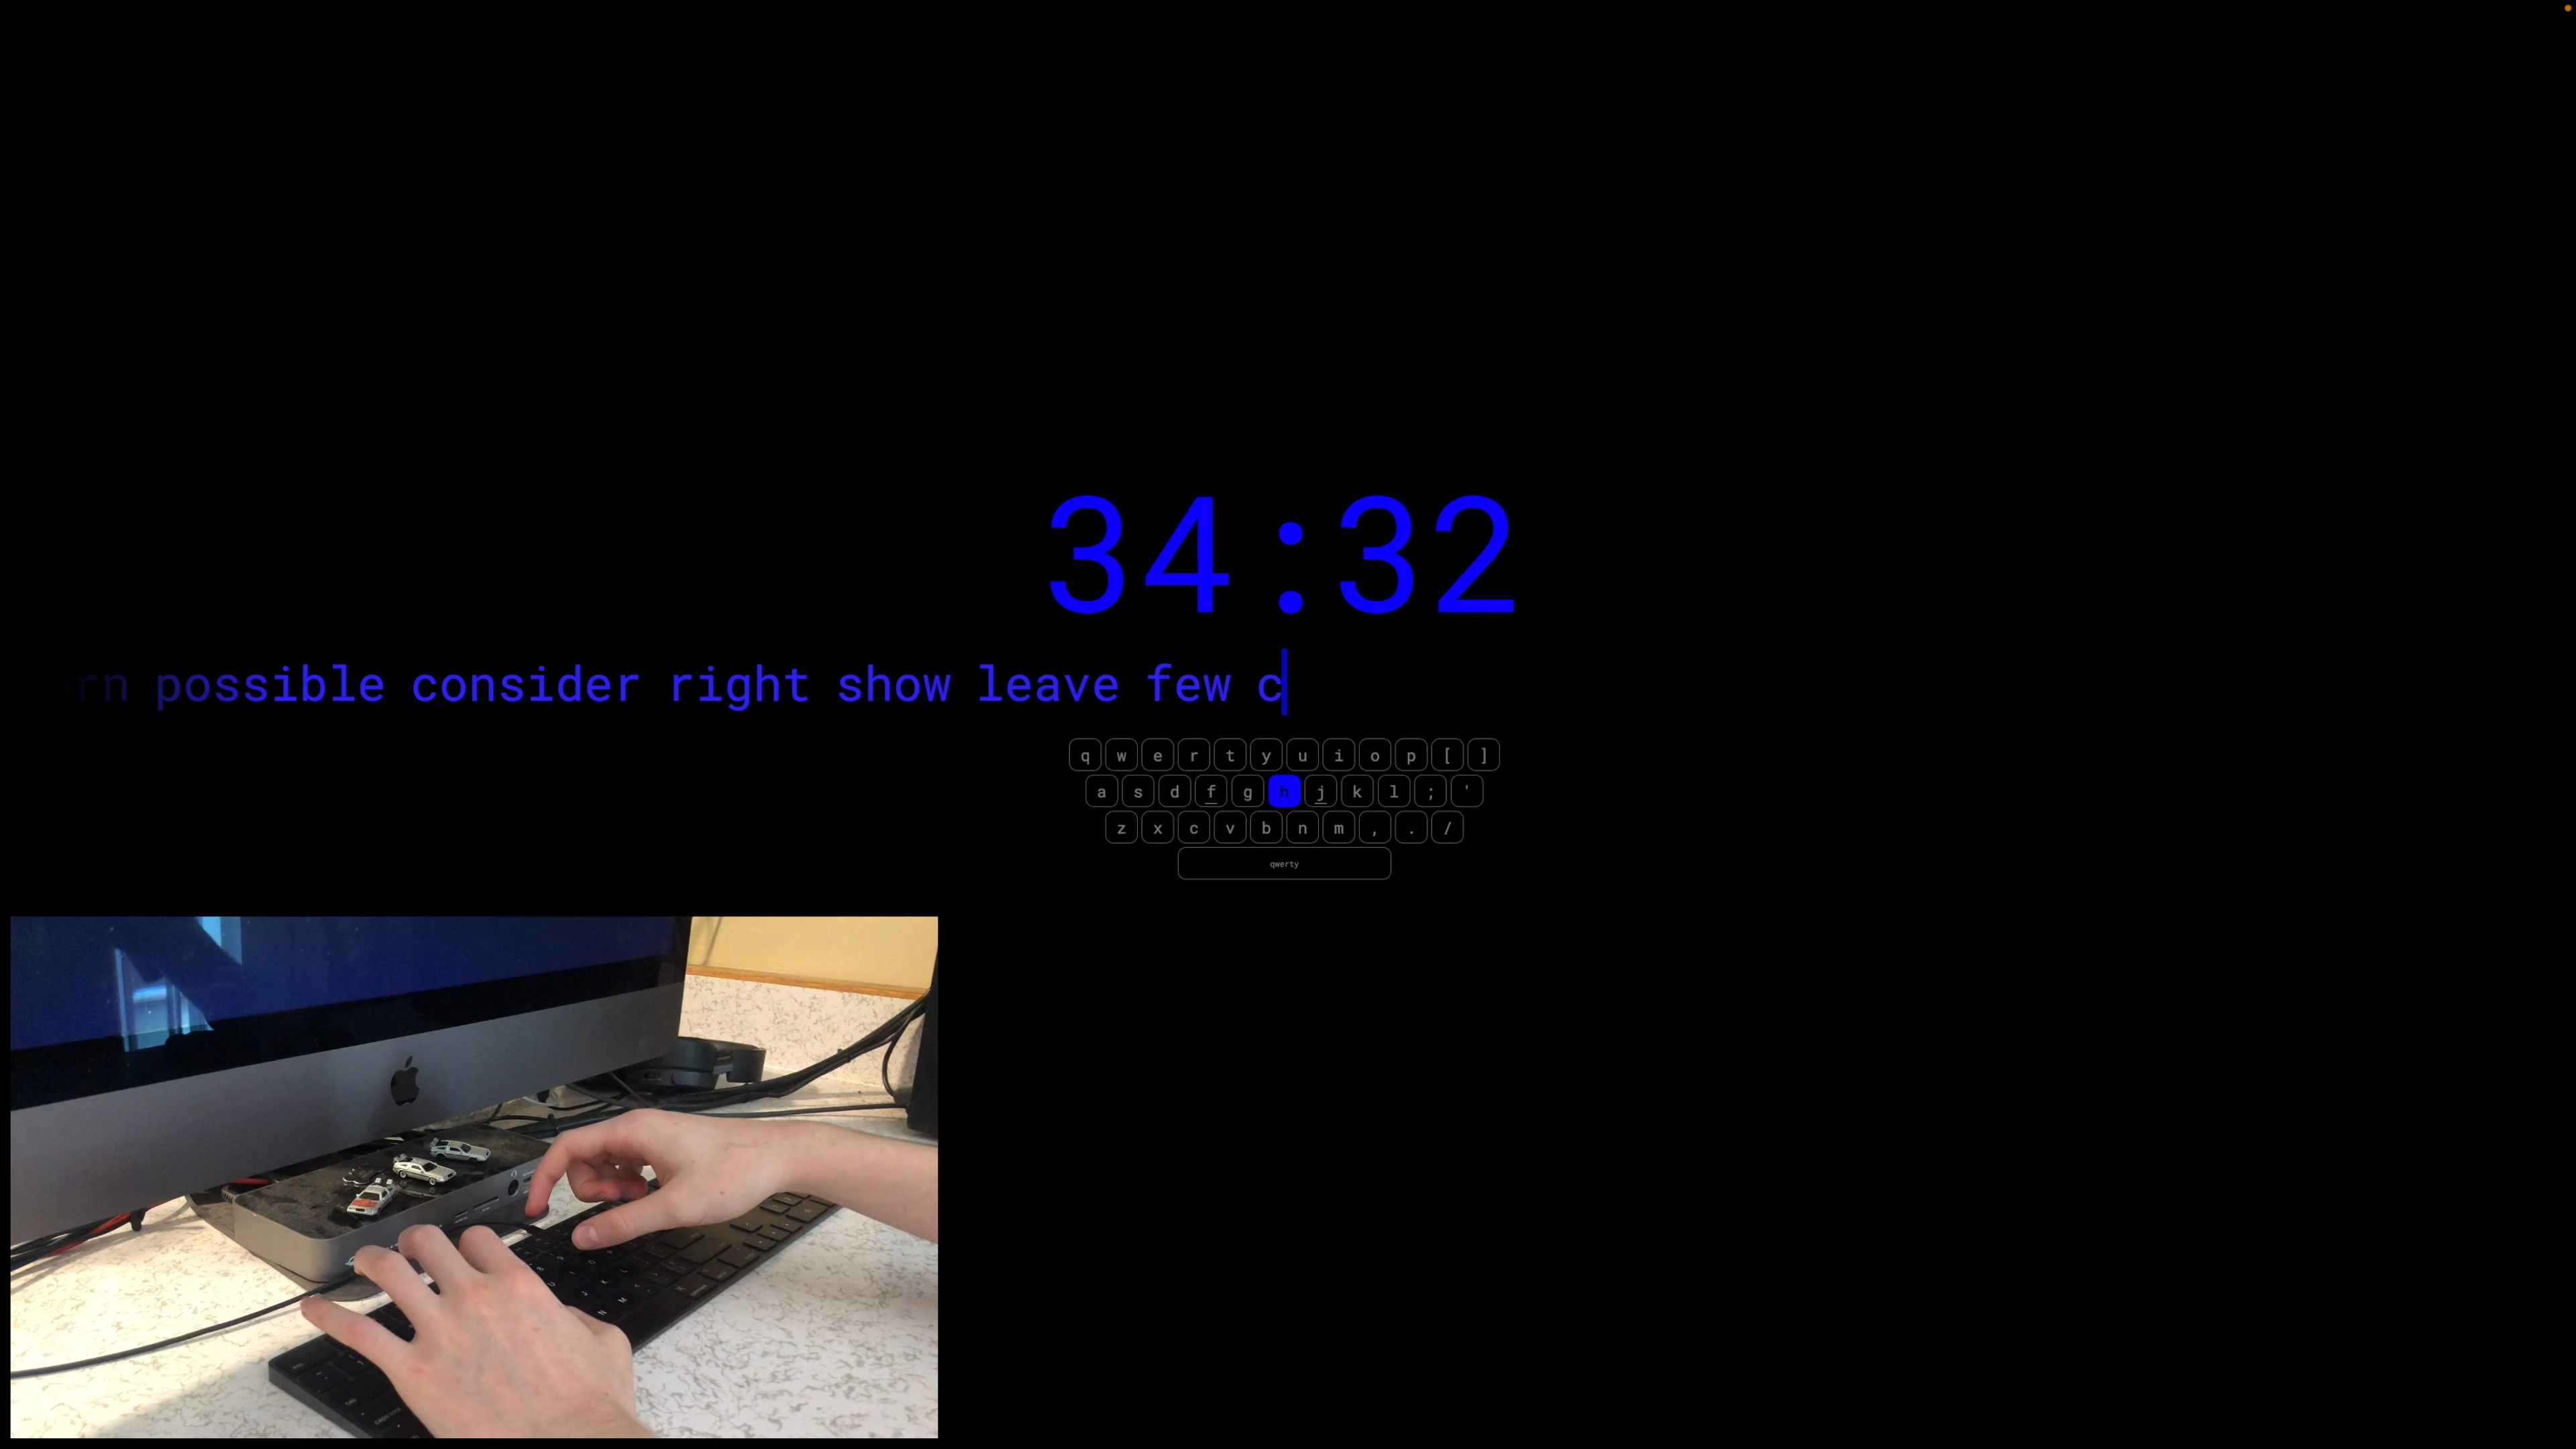 34:32
rn possible consider right show leave few c
q w e r t y u i o p [ ]
a s d f g h j k l ; '
z x c v b n m , . /
qwerty